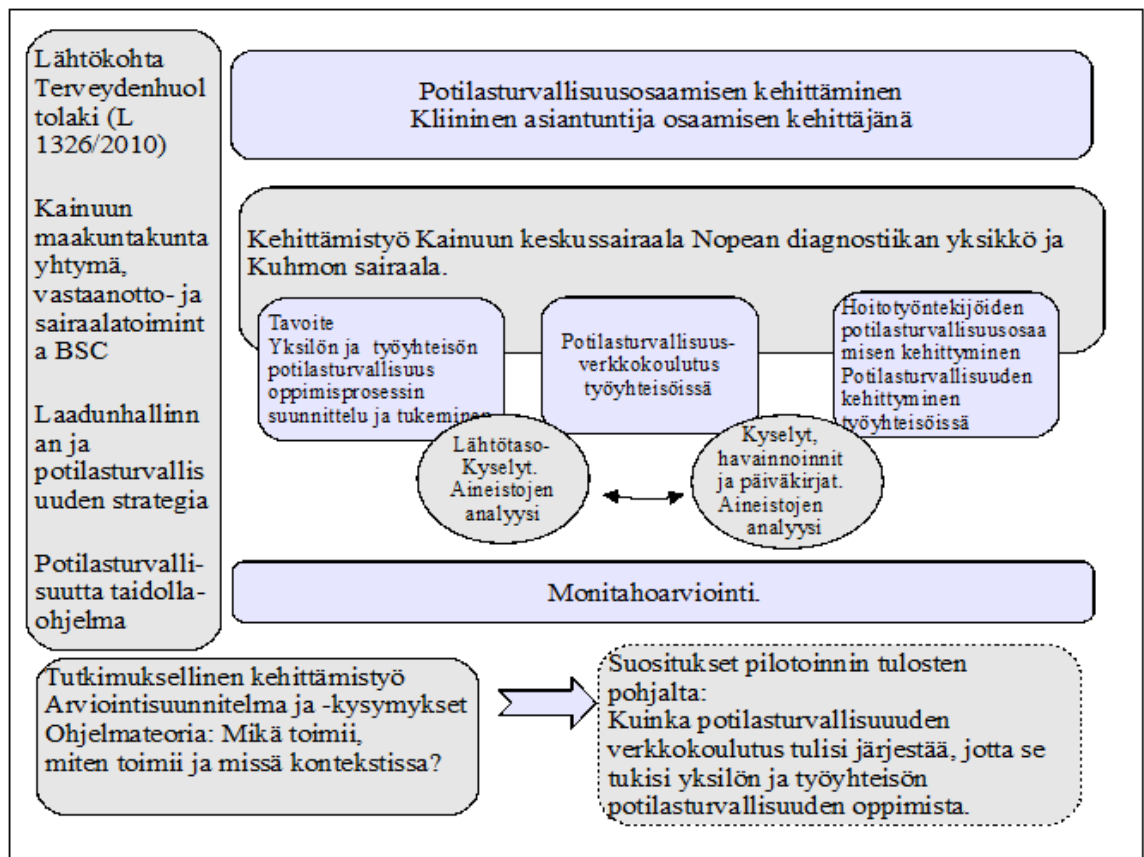 Lähtökohta
Terveydenhuol
tolaki (L
1326/2010)
Kainuun
maakuntakunta
yhtymä,
vastaanotto- ja
sairaalatoimint
a BSC
Laadunhallinn
an ja
potilasturvallis
uuden strategia
Potilasturvalli-
suutta taidolla-
ohjelma
Potilasturvallisuusosaamisen kehittäminen
Kliininen asiantuntija osaamisen kehittäjänä
Kehittämistyö Kainuun keskussairaala Nopean diagnostiikan yksikkö ja
Kuhmon sairaala.
Tavoite
Yksilön ja työyhteisön
potilasturvallisuus
oppimisprosessin
suunnittelu ja tukeminen
Potilasturvallisuus-
verkkokoulutus
työyhteisöissä
Hoitotyöntekijöiden
potilasturvallisuusosaa
misen kehittyminen
Potilasturvallisuuden
kehittyminen
työyhteisöissä
Lähtötaso-
Kyselyt.
Aineistojen
analyysi
Kyselyt,
havainnoinnit
ja päiväkirjat.
Aineistojen
analyysi
Monitahoarviointi.
Tutkimuksellinen kehittämistyö
Arviointisuunnitelma ja -kysymykset
Ohjelmateoria: Mikä toimii,
miten toimii ja missä kontekstissa?
Suositukset pilotoinnin tulosten
pohjalta:
Kuinka potilasturvallisuuuden
verkkokoulutus tulisi järjestää, jotta se
tukisi yksilön ja työyhteisön
potilasturvallisuuden oppimista.